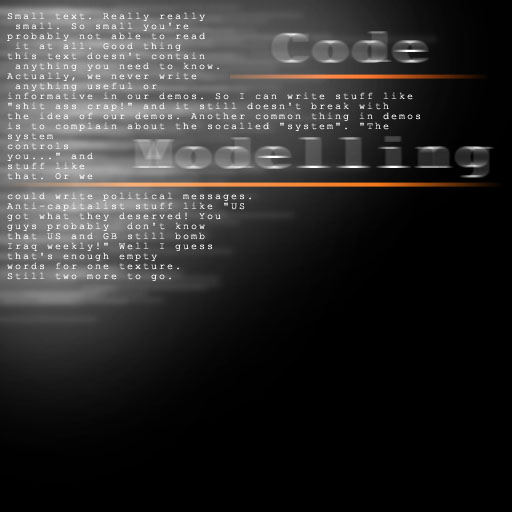 Small text. Really really
small. So small you're
probably not able to read
it at all. Good thing
this text doesn't contain
anything you need to know.
Actually, we never write
anything useful or
informative in our demos. So I can write stuff like
"shit ass crap!" and it still doesn't break with
the idea of our demos. Another common thing in demos
is to complain about the socalled "system". "The
system
controls
you..." and
stuff like
that. Or we
could write political messages.
Anti-capitalist stuff like "US
got what they deserved! You
guys probably don't know
that US and GB still bomb
Iraq weekly!" Well I guess
that's enough empty
words for one texture.
Still two more to go.
Code
Modelling